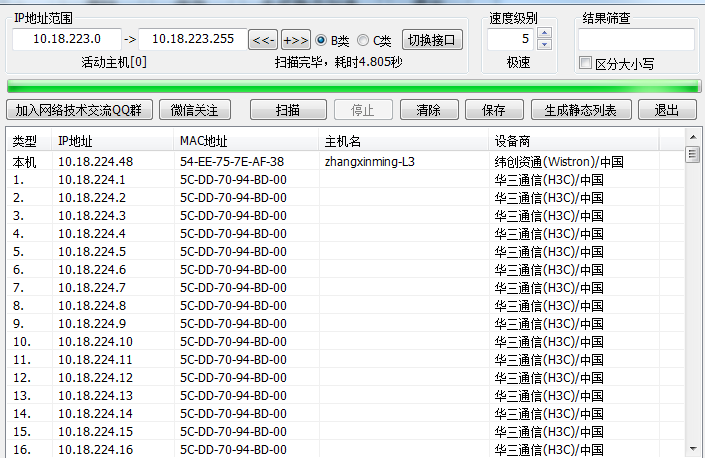 IP地址范围
速度级别
结果筛查
10.18.223.0 -> 10.18.223.255 <<- +>> B类 C类 切换接口
5
活动主机[0] 扫描完毕，耗时4.805秒
极速
区分大小写
加入网络技术交流QQ群 微信关注 扫描 停止 清除 保存 生成静态列表 退出
类型 IP地址 MAC地址 主机名 设备商
本机 10.18.224.48 54-EE-75-7E-AF-38 zhangxinming-L3 纬创资通(Wistron)/中国
1. 10.18.224.1 5C-DD-70-94-BD-00 华三通信(H3C)/中国
2. 10.18.224.2 5C-DD-70-94-BD-00 华三通信(H3C)/中国
3. 10.18.224.3 5C-DD-70-94-BD-00 华三通信(H3C)/中国
4. 10.18.224.4 5C-DD-70-94-BD-00 华三通信(H3C)/中国
5. 10.18.224.5 5C-DD-70-94-BD-00 华三通信(H3C)/中国
6. 10.18.224.6 5C-DD-70-94-BD-00 华三通信(H3C)/中国
7. 10.18.224.7 5C-DD-70-94-BD-00 华三通信(H3C)/中国
8. 10.18.224.8 5C-DD-70-94-BD-00 华三通信(H3C)/中国
9. 10.18.224.9 5C-DD-70-94-BD-00 华三通信(H3C)/中国
10. 10.18.224.10 5C-DD-70-94-BD-00 华三通信(H3C)/中国
11. 10.18.224.11 5C-DD-70-94-BD-00 华三通信(H3C)/中国
12. 10.18.224.12 5C-DD-70-94-BD-00 华三通信(H3C)/中国
13. 10.18.224.13 5C-DD-70-94-BD-00 华三通信(H3C)/中国
14. 10.18.224.14 5C-DD-70-94-BD-00 华三通信(H3C)/中国
15. 10.18.224.15 5C-DD-70-94-BD-00 华三通信(H3C)/中国
16. 10.18.224.16 5C-DD-70-94-BD-00 华三通信(H3C)/中国